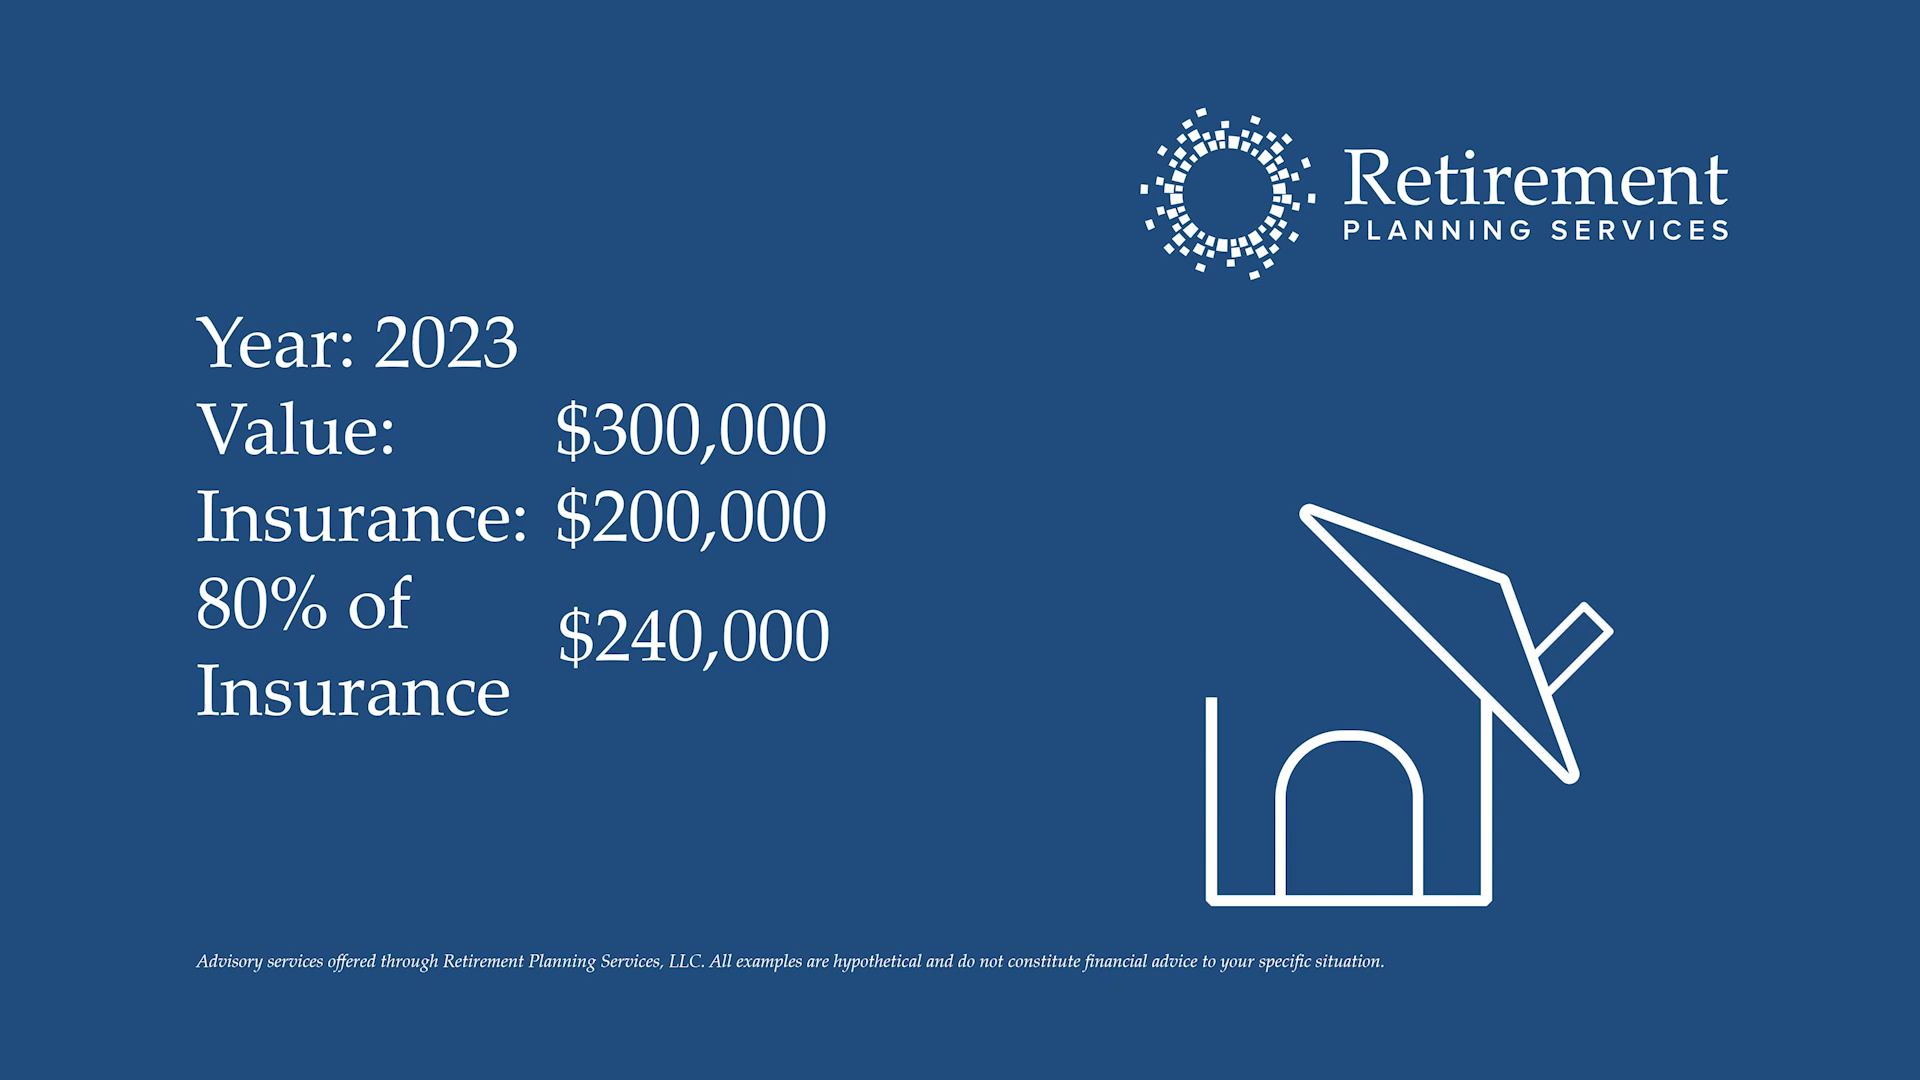 Retirement
PLANNING SERVICES
Year: 2023
Value: $300,000
Insurance: $200,000
80% of
Insurance $240,000
Advisory services offered through Retirement Planning Services, LLC. All examples are hypothetical and do not constitute financial advice to your specific situation.